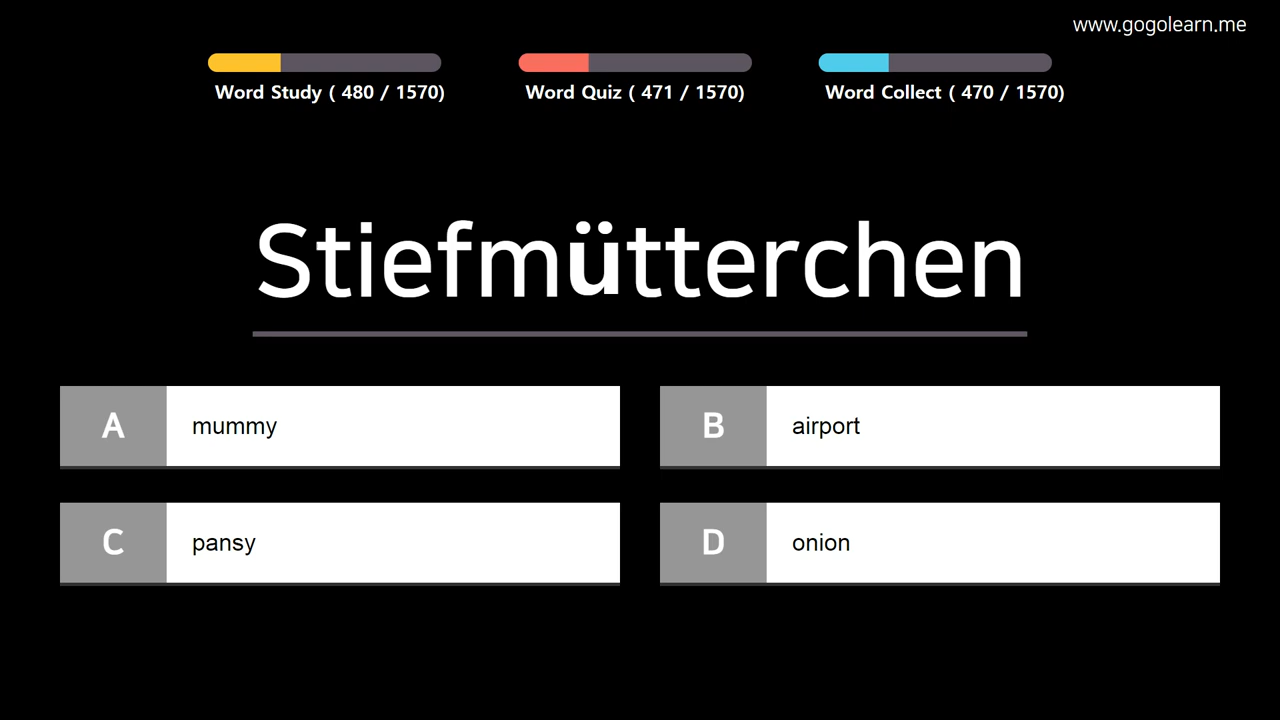 www.gogolearn.me
Word Study ( 480 / 1570)
Word Quiz ( 471 / 1570)
Word Collect ( 470 / 1570)
Stiefmütterchen
A mummy
B airport
C pansy
D onion